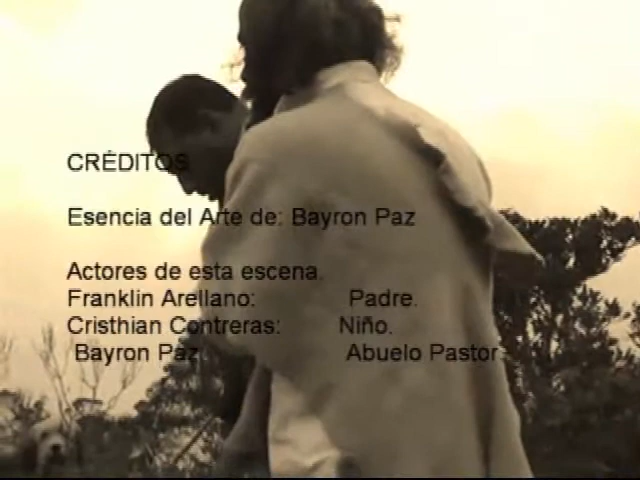 CRÉDITOS
Esencia del Arte de: Bayron Paz
Actores de esta escena.
Franklin Arellano: Padre.
Cristhian Contreras: Niño.
Bayron Paz Abuelo Pastor.